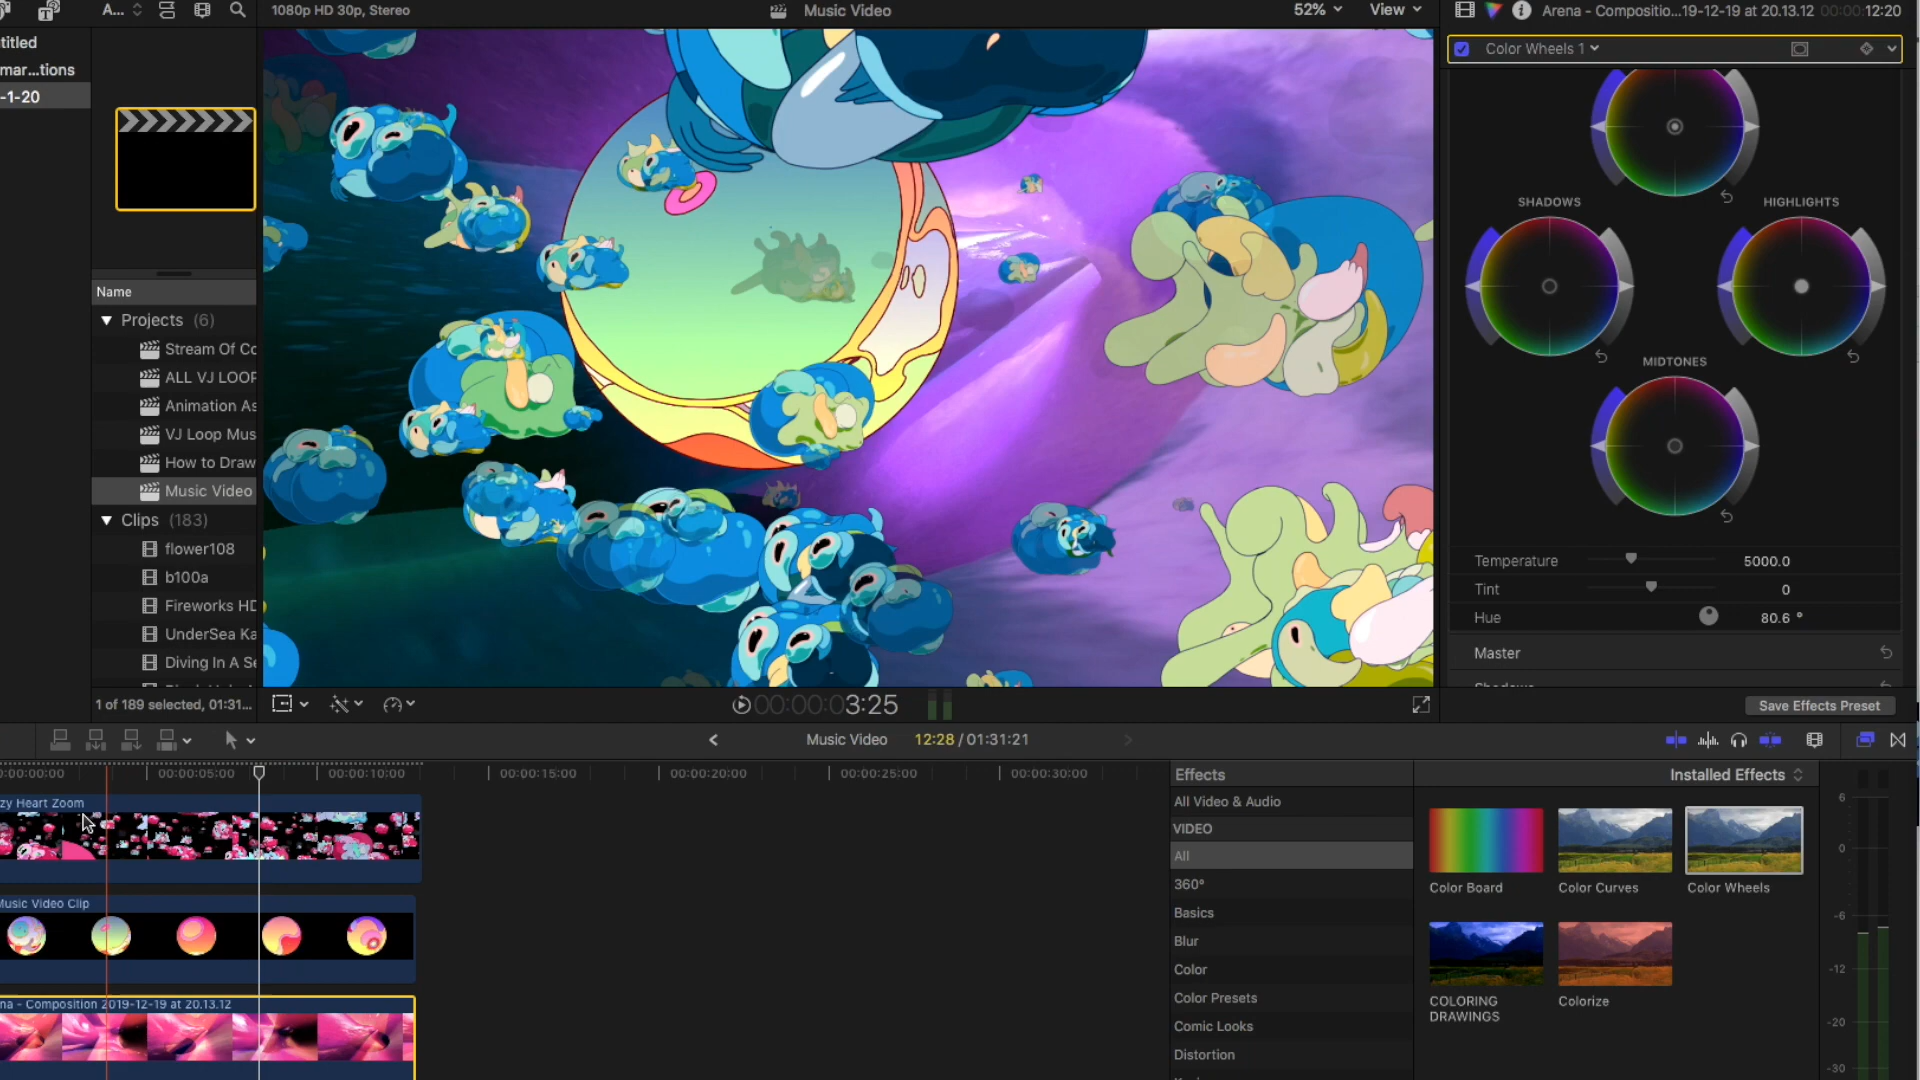 A...
1080p HD 30p, Stereo
Music Video
52%
View
Arena - Compositio...19-12-19 at 20.13.12
00:00:12:20
titled
mar...tions
-1-20
Color Wheels 1
SHADOWS
HIGHLIGHTS
MIDTONES
Temperature
5000.0
Tint
0
Hue
80.6 °
Master
Save Effects Preset
Name
Projects (6)
Stream Of Co
ALL VJ LOOP
Animation As
VJ Loop Mus
How to Draw
Music Video
Clips (183)
flower108
b100a
Fireworks HD
UnderSea Ka
Diving In A Se
1 of 189 selected, 01:31...
00:00:03:25
Music Video
12:28 / 01:31:21
0:00:00:00
00:00:05:00
00:00:10:00
00:00:15:00
00:00:20:00
00:00:25:00
00:00:30:00
zy Heart Zoom
Music Video Clip
na - Composition 2019-12-19 at 20.13.12
Effects
Installed Effects
All Video & Audio
VIDEO
All
360°
Basics
Blur
Color
Color Presets
Comic Looks
Distortion
Color Board
Color Curves
Color Wheels
COLORING
DRAWINGS
Colorize
6
0
-6
-12
-20
-30